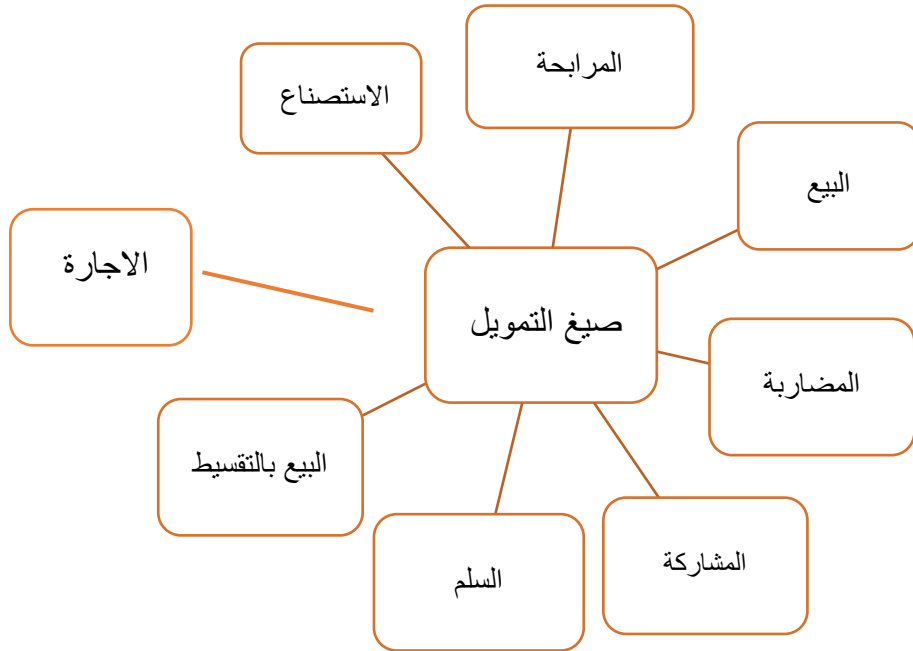 المرابحة
الاستصناع
البيع
الاجارة
صيغ التمويل
المضاربة
البيع بالتقسيط
المشاركة
السلم